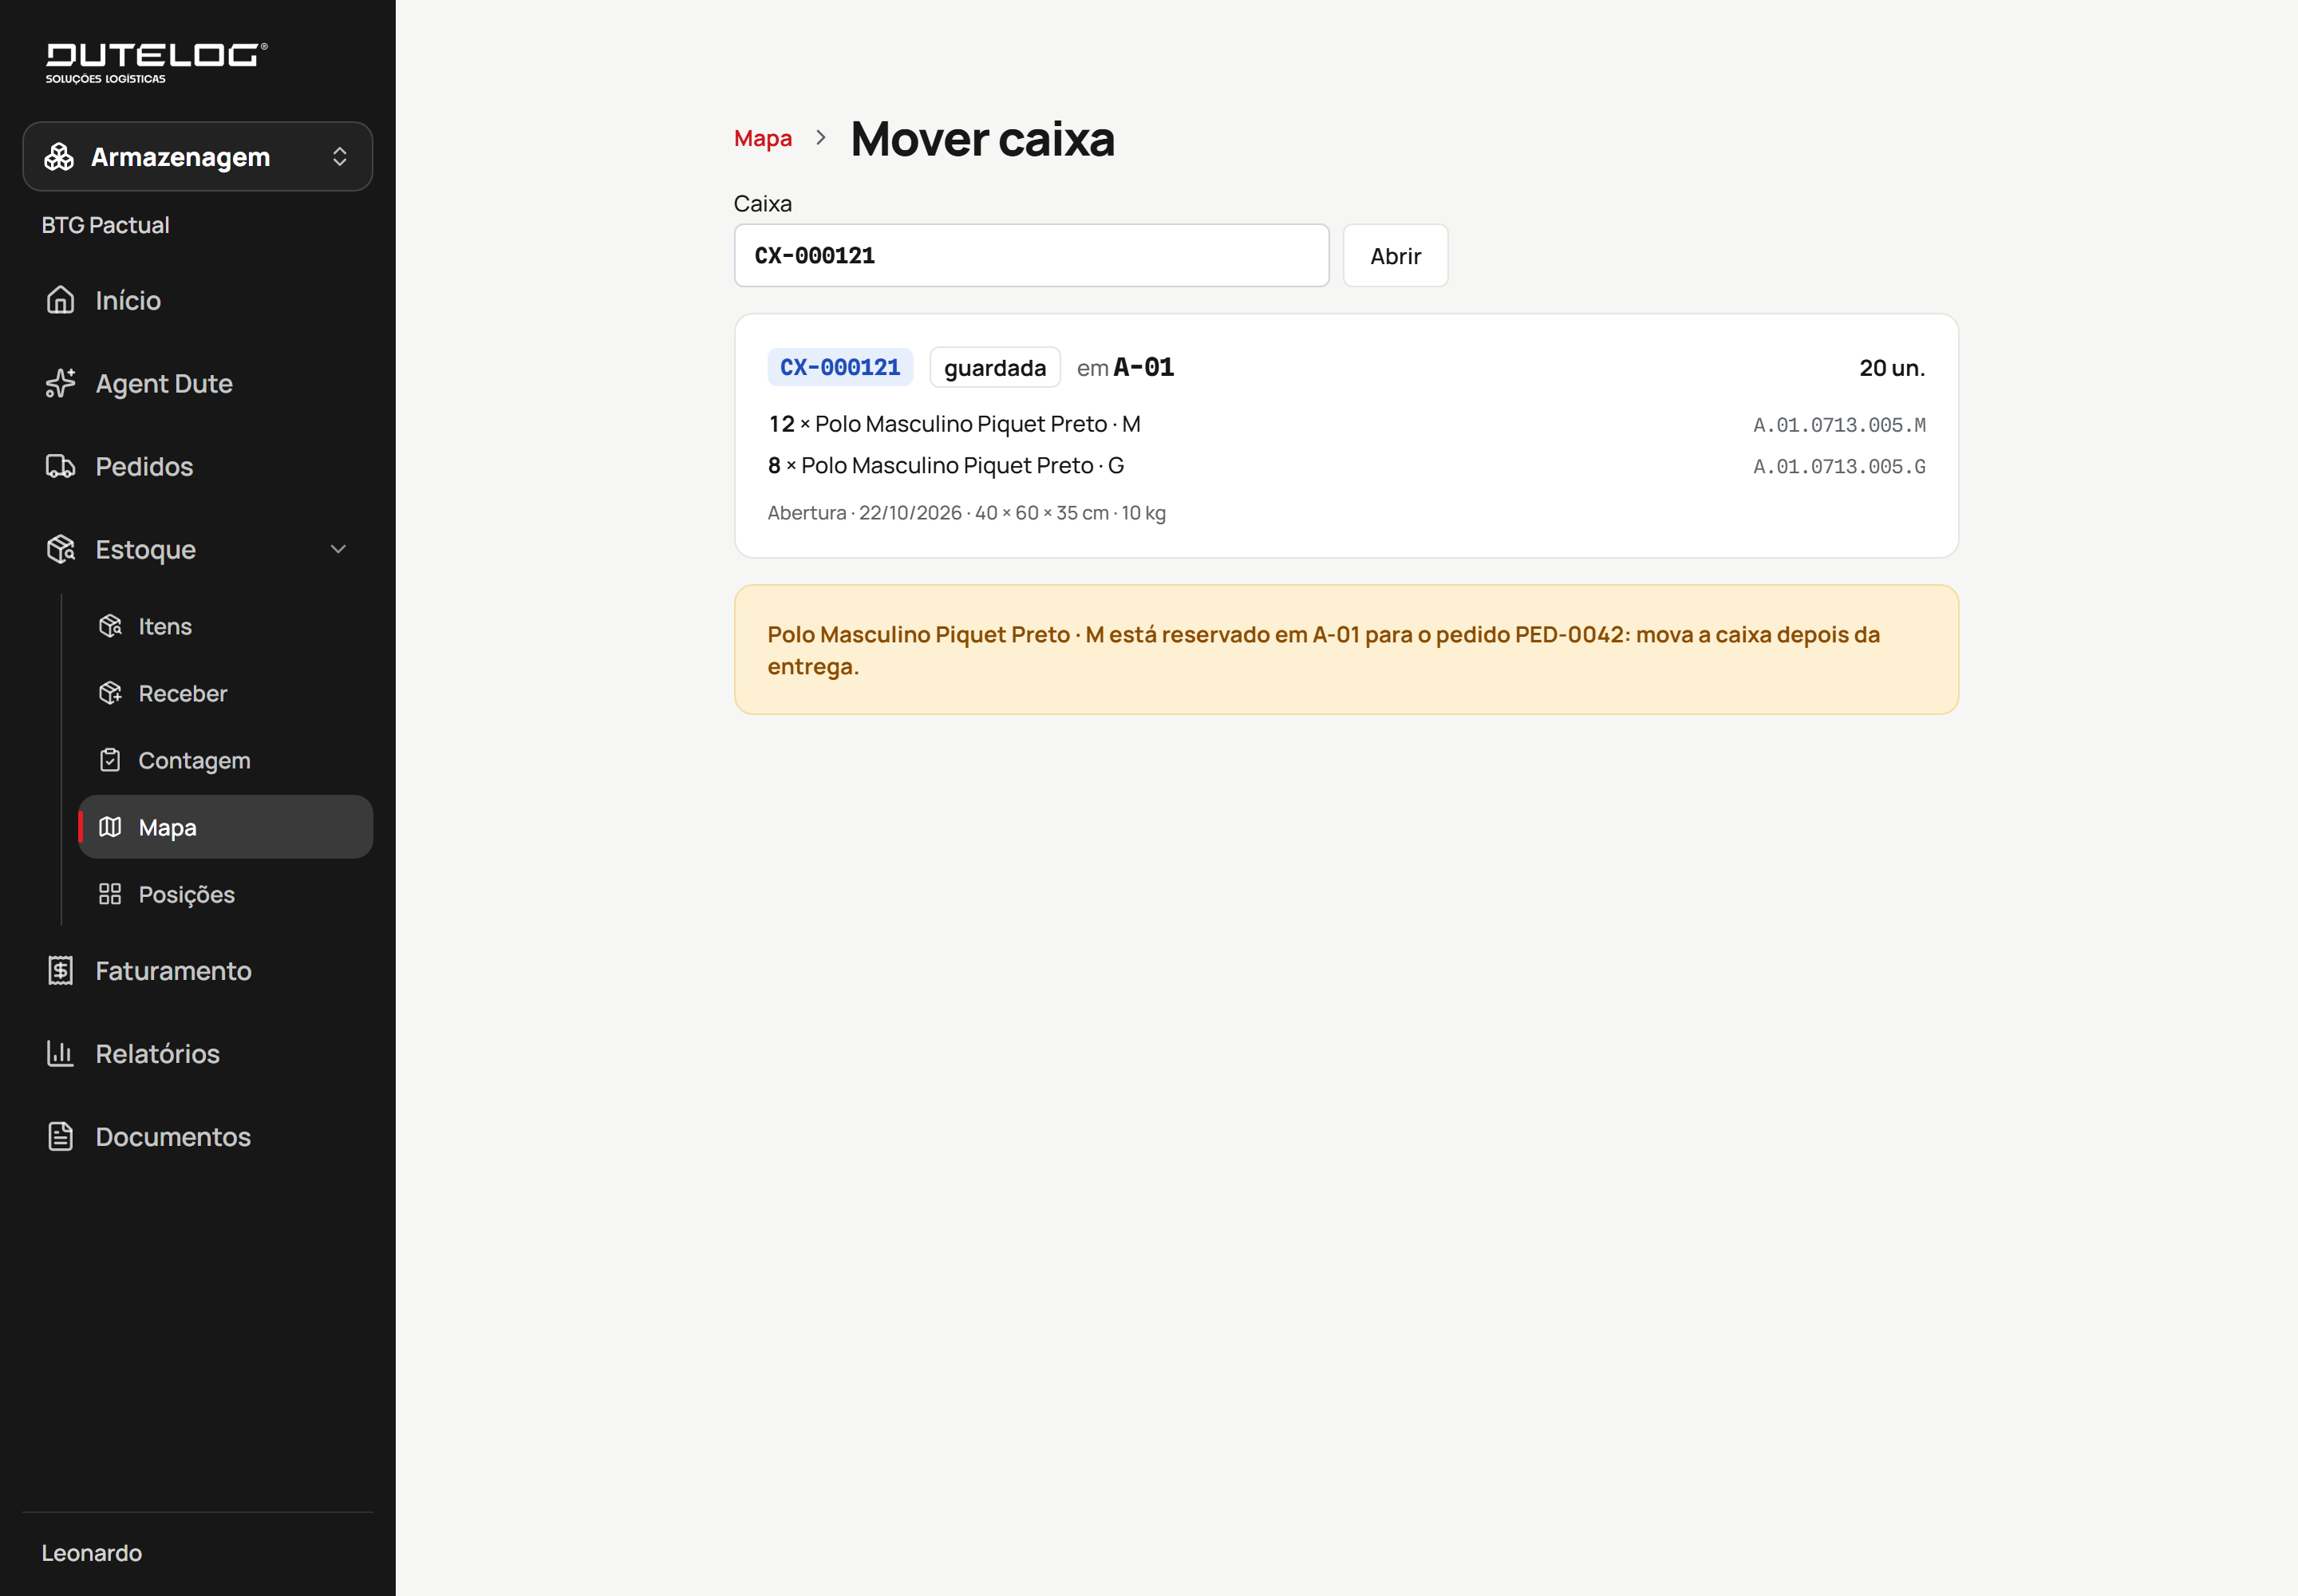 DUTELOG®
SOLUÇÕES LOGÍSTICAS
Armazenagem
BTG Pactual
Início
Agent Dute
Pedidos
Estoque
Itens
Receber
Contagem
Mapa
Posições
Faturamento
Relatórios
Documentos
Leonardo
Mapa > Mover caixa
Caixa
CX-000121 Abrir
CX-000121 guardada em A-01 20 un.
12 × Polo Masculino Piquet Preto · M A.01.0713.005.M
8 × Polo Masculino Piquet Preto · G A.01.0713.005.G
Abertura · 22/10/2026 · 40 × 60 × 35 cm · 10 kg
Polo Masculino Piquet Preto · M está reservado em A-01 para o pedido PED-0042: mova a caixa depois da
entrega.